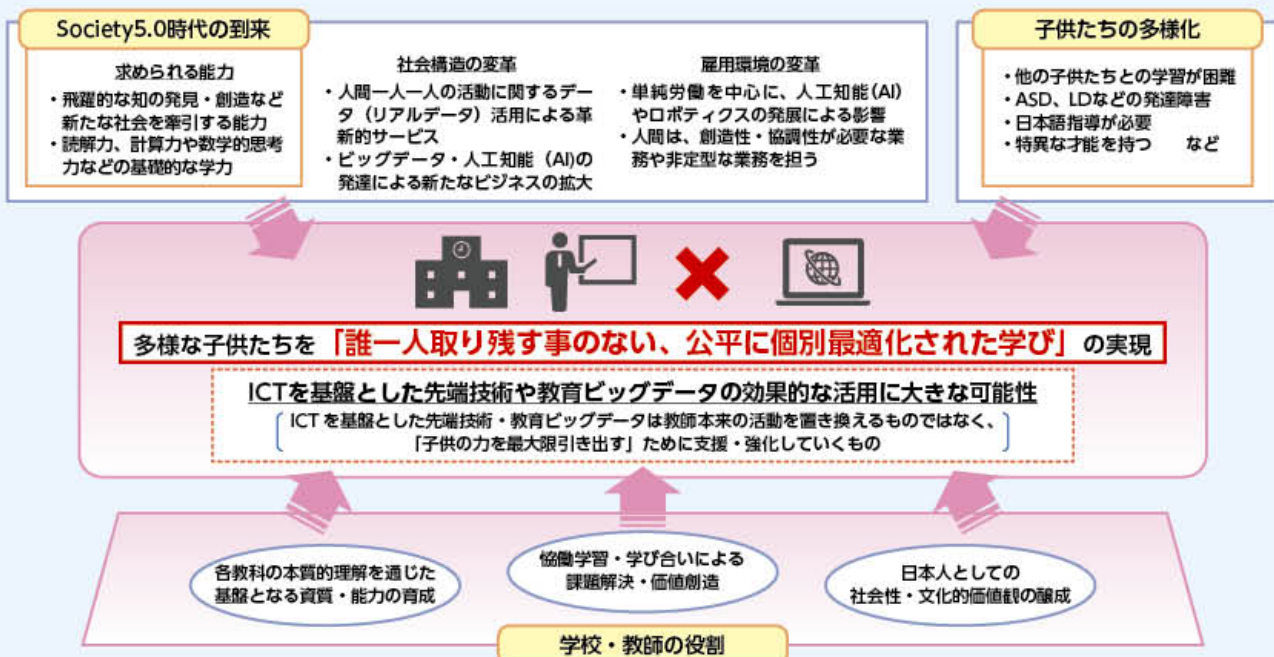 Society5.0時代の到来
求められる能力
・飛躍的な知の発見・創造など
新たな社会を牽引する能力
・読解力、計算力や数学的思考
力などの基礎的な学力
社会構造の変革
・人間一人一人の活動に関するデー
タ（リアルデータ）活用による革
新的サービス
・ビッグデータ・人工知能（AI)の
発達による新たなビジネスの拡大
雇用環境の変革
・単純労働を中心に、人工知能(AI)
やロボティクスの発展による影響
・人間は、創造性・協調性が必要な業
務や非定型な業務を担う
子供たちの多様化
・他の子供たちとの学習が困難
・ASD、LDなどの発達障害
・日本語指導が必要
・特異な才能を持つ　など
多様な子供たちを「誰一人取り残す事のない、公平に個別最適化された学び」の実現
ICTを基盤とした先端技術や教育ビッグデータの効果的な活用に大きな可能性
ICT を基盤とした先端技術・教育ビッグデータは教師本来の活動を置き換えるものではなく、
「子供の力を最大限引き出す」ために支援・強化していくもの
各教科の本質的理解を通じた
基盤となる資質・能力の育成
協働学習・学び合いによる
課題解決・価値創造
日本人としての
社会性・文化的価値観の醸成
学校・教師の役割